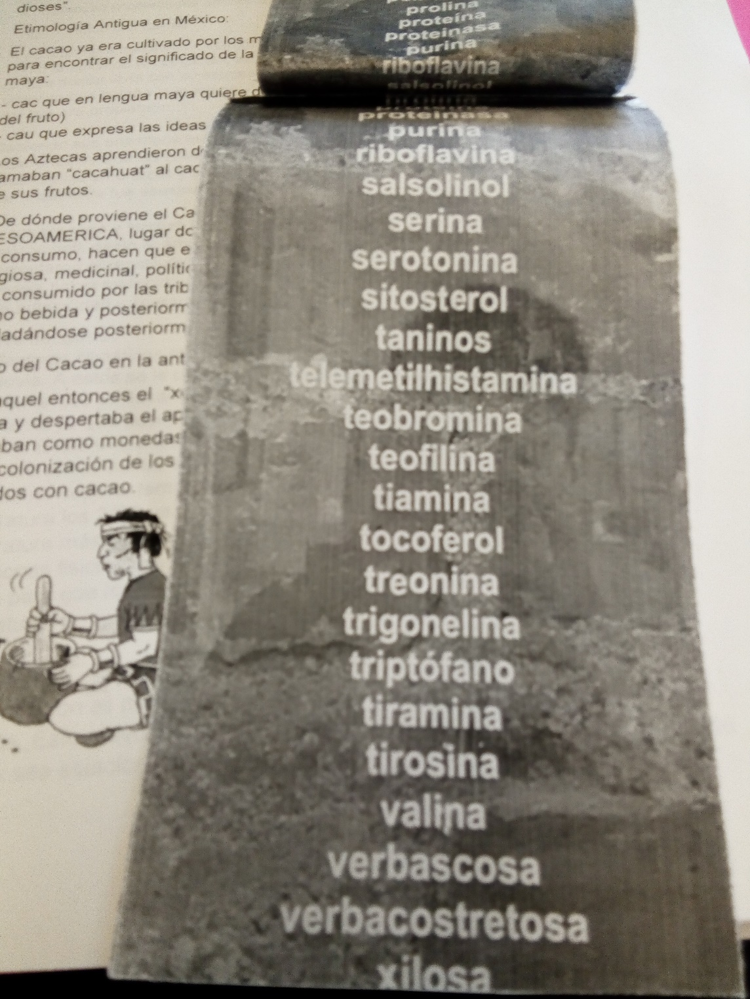 dioses”.
Etimología Antigua en México:
El cacao ya era cultivado por los m
para encontrar el significado de la
maya:
- cac que en lengua maya quiere d
del fruto)
- cau que expresa las ideas
os Aztecas aprendieron d
amaban “cacahuat” al cac
e sus frutos.
De dónde proviene el Ca
ESOAMERICA, lugar do
consumo, hacen que e
giosa, medicinal, polític
consumido por las trib
no bebida y posteriorm
ladándose posteriorm
o del Cacao en la ant
aquel entonces el "x
a y despertaba el ap
ban como monedas
colonización de los
dos con cacao.
prolina
proteína
proteinasa
purina
riboflavina
salsolinol
proteinasa
purina
riboflavina
salsolinol
serina
serotonina
sitosterol
taninos
telemetilhistamina
teobromina
teofilina
tiamina
tocoferol
treonina
trigonelina
triptófano
tiramina
tirosina
valina
verbascosa
verbacostretosa
xilosa